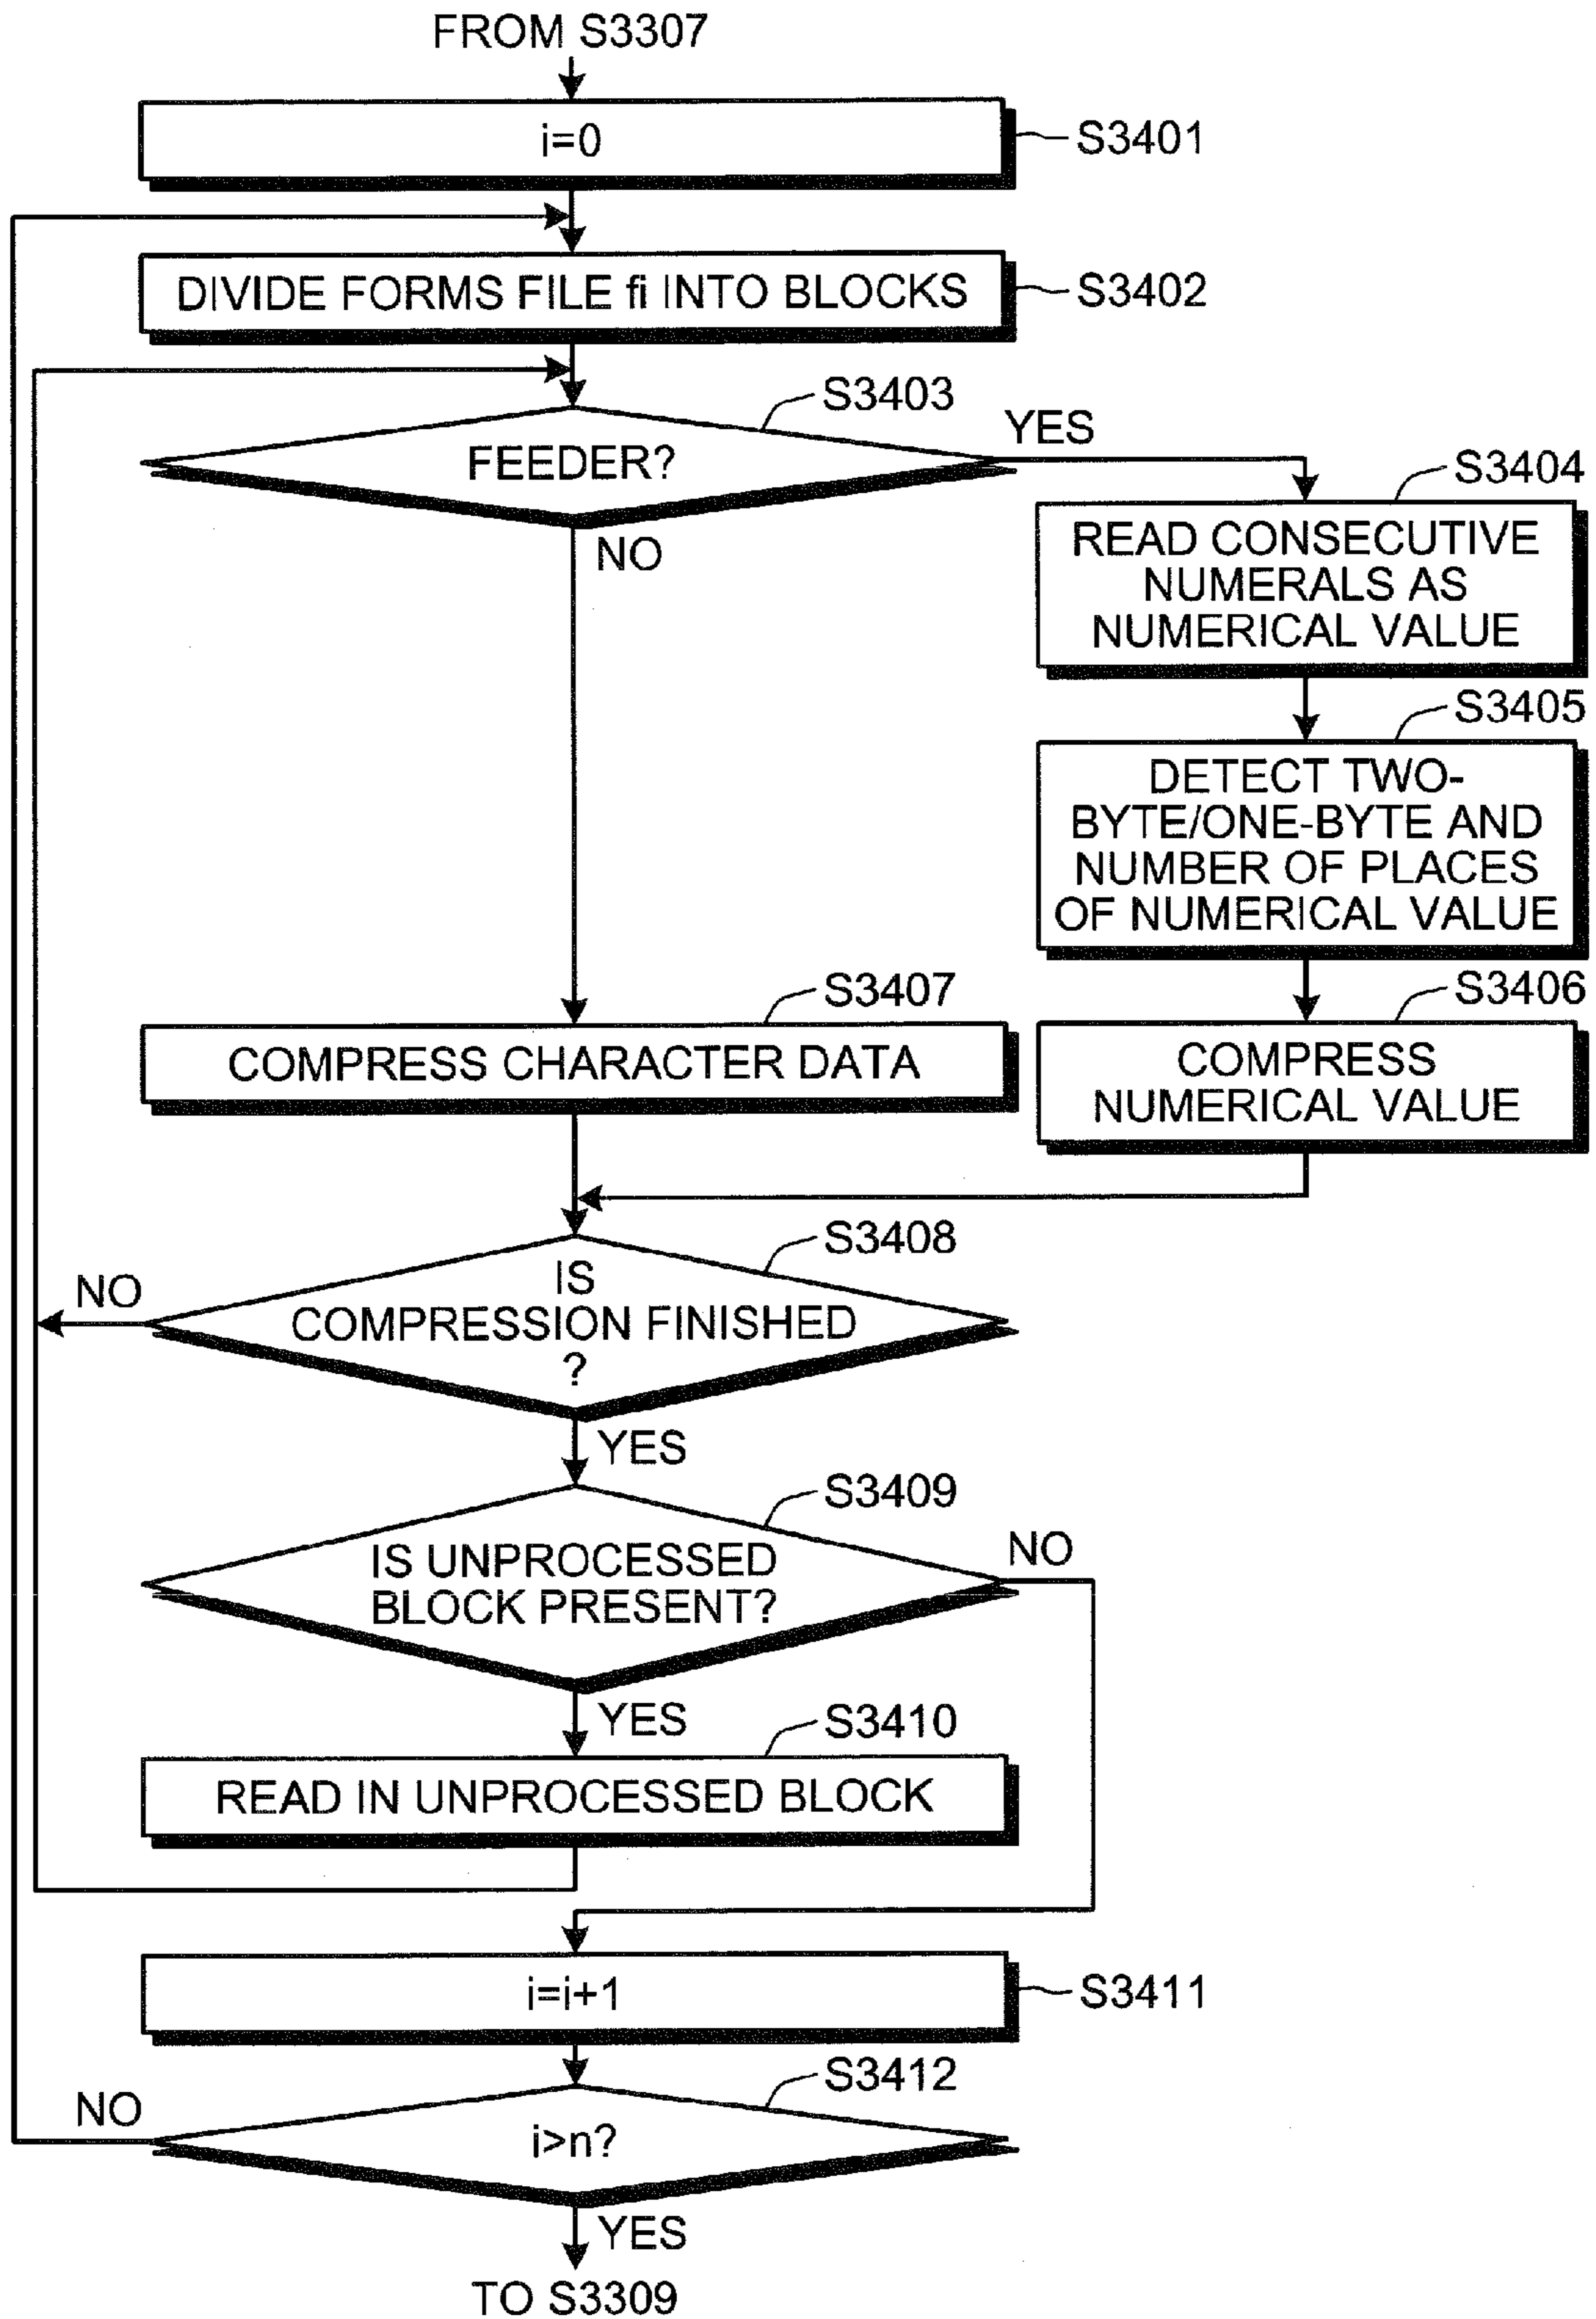 FROM S3307
i=0
S3401
DIVIDE FORMS FILE fi INTO BLOCKS
S3402
S3403
FEEDER?
YES
NO
S3404
READ CONSECUTIVE
NUMERALS AS
NUMERICAL VALUE
S3405
DETECT TWO-
BYTE/ONE-BYTE AND
NUMBER OF PLACES
OF NUMERICAL VALUE
S3407
COMPRESS CHARACTER DATA
S3406
COMPRESS
NUMERICAL VALUE
S3408
IS
COMPRESSION FINISHED
?
NO
YES
S3409
IS UNPROCESSED
BLOCK PRESENT?
NO
YES
S3410
READ IN UNPROCESSED BLOCK
i=i+1
S3411
S3412
i>n?
NO
YES
TO S3309